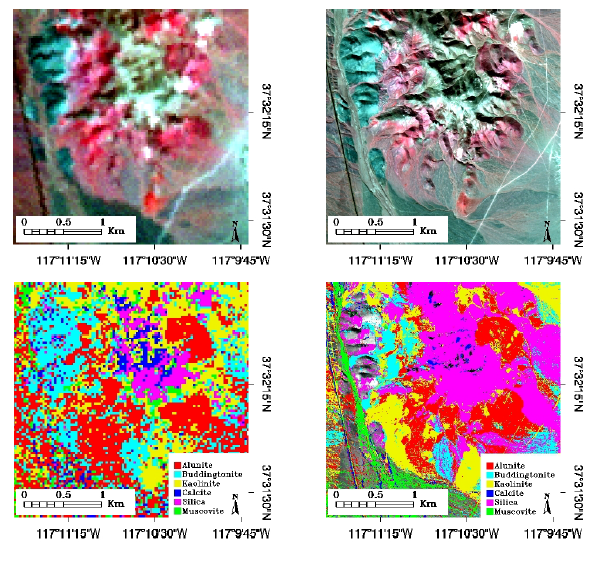 37°32'15"N
37°31'30"N
0 0.5 1
Km
N
117°11'15"W 117°10'30"W 117°9'45"W
37°32'15"N
37°31'30"N
0 0.5 1
Km
N
117°11'15"W 117°10'30"W 117°9'45"W
37°32'15"N
37°31'30"N
Alunite
Buddingtonite
Kaolinite
Calcite
Silica
Muscovite
0 0.5 1
Km
N
117°11'15"W 117°10'30"W 117°9'45"W
37°32'15"N
37°31'30"N
Alunite
Buddingtonite
Kaolinite
Calcite
Silica
Muscovite
0 0.5 1
Km
N
117°11'15"W 117°10'30"W 117°9'45"W